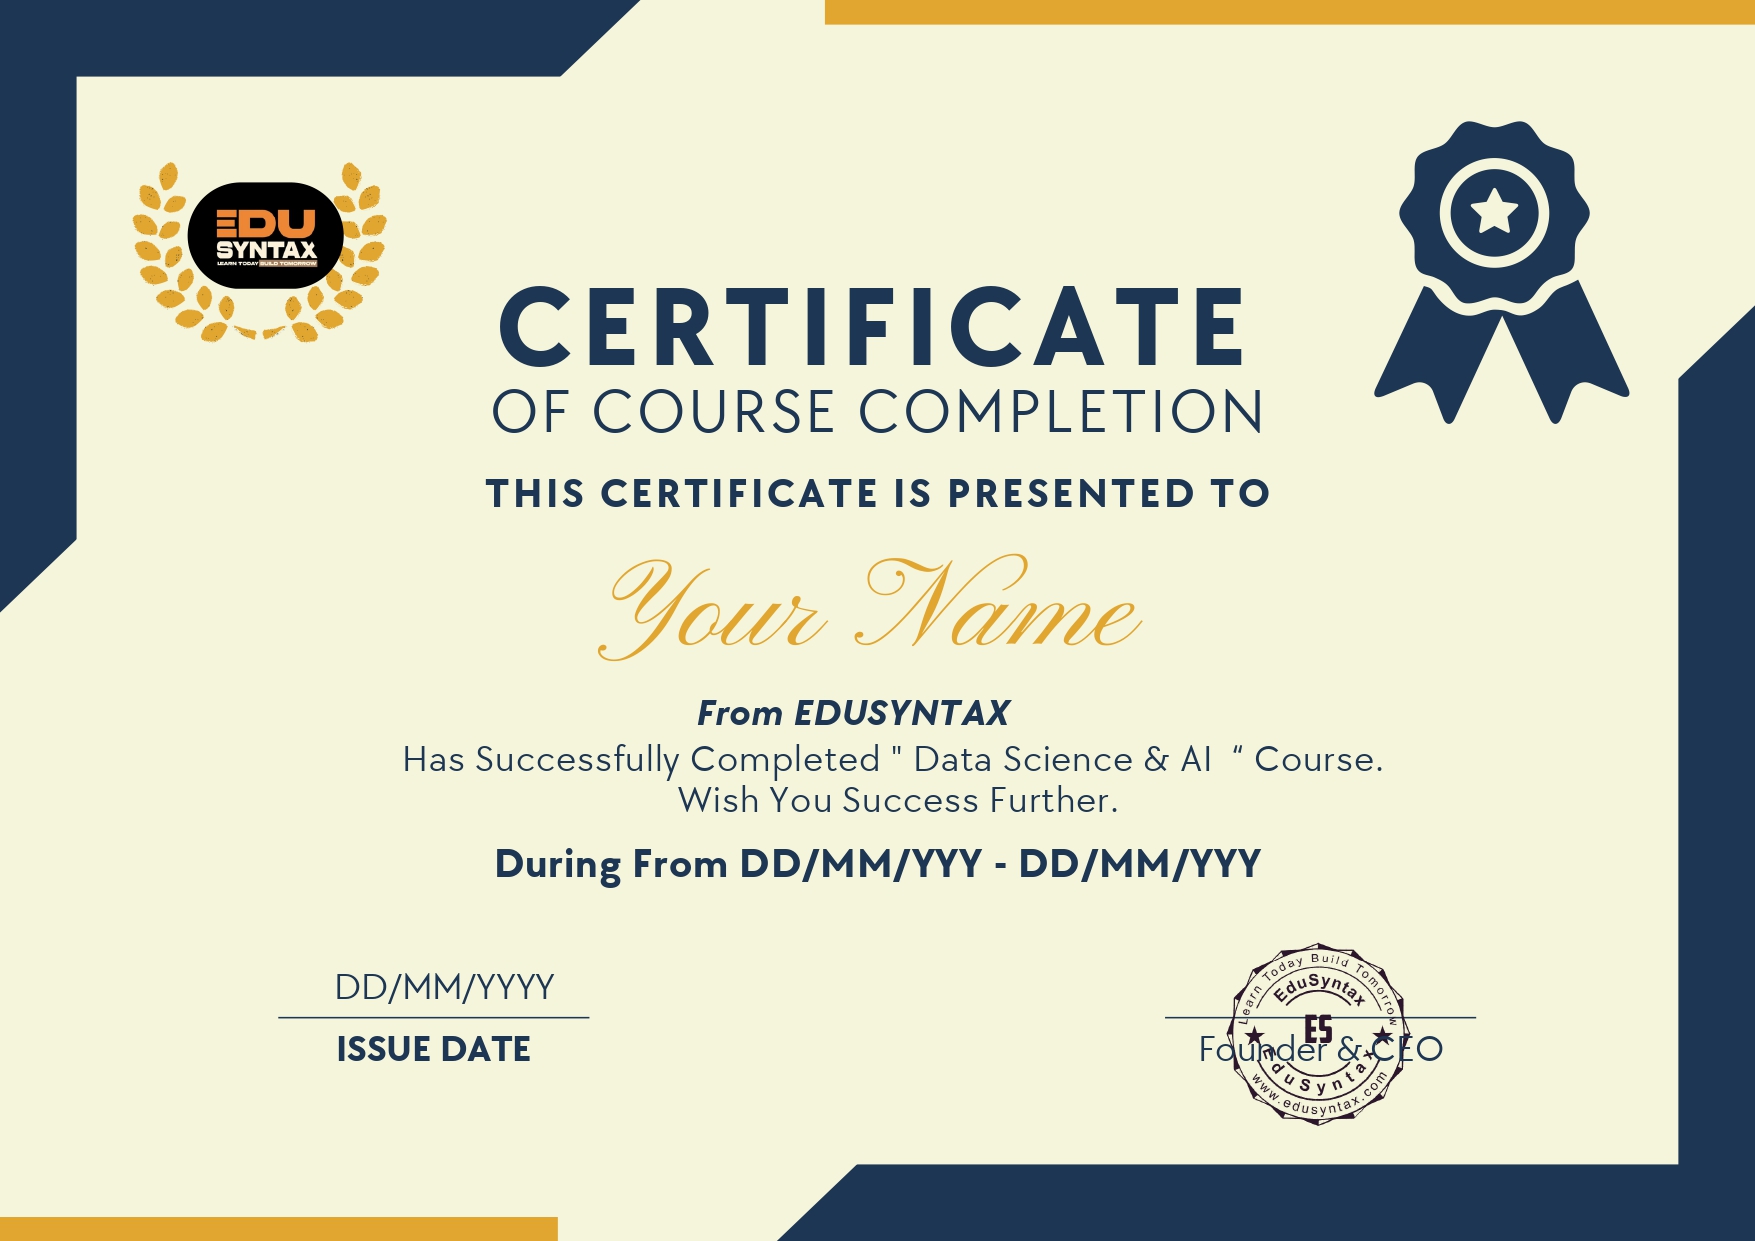 EDU
SYNTAX
LEARN TODAY BUILD TOMORROW
CERTIFICATE
OF COURSE COMPLETION
THIS CERTIFICATE IS PRESENTED TO
Your Name
From EDUSYNTAX
Has Successfully Completed " Data Science & AI “ Course.
Wish You Success Further.
During From DD/MM/YYY - DD/MM/YYY
DD/MM/YYYY
ISSUE DATE
Learn Today Build Tomorrow
EduSyntax
ES
Founder & CEO
EduSyntax
www.edusyntax.com